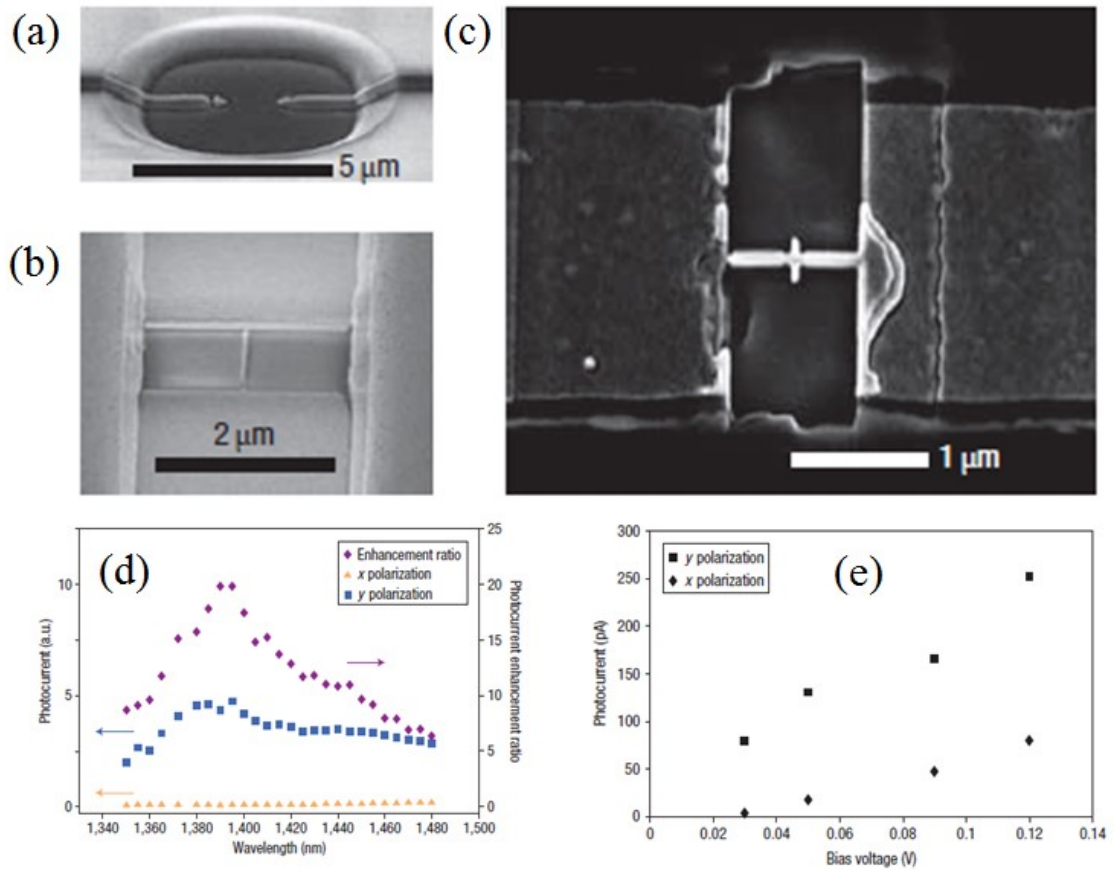 (a)
5 μm
(b)
2 μm
(c)
1 μm
(d)
Enhancement ratio
x polarization
y polarization
Photocurrent (a.u.)
10
5
0
25
20
15
10
5
0
Photocurrent enhancement ratio
1,340 1,360 1,380 1,400 1,420 1,440 1,460 1,480 1,500
Wavelength (nm)
(e)
y polarization
x polarization
Photocurrent (pA)
300
250
200
150
100
50
0
0 0.02 0.04 0.06 0.08 0.1 0.12 0.14
Bias voltage (V)